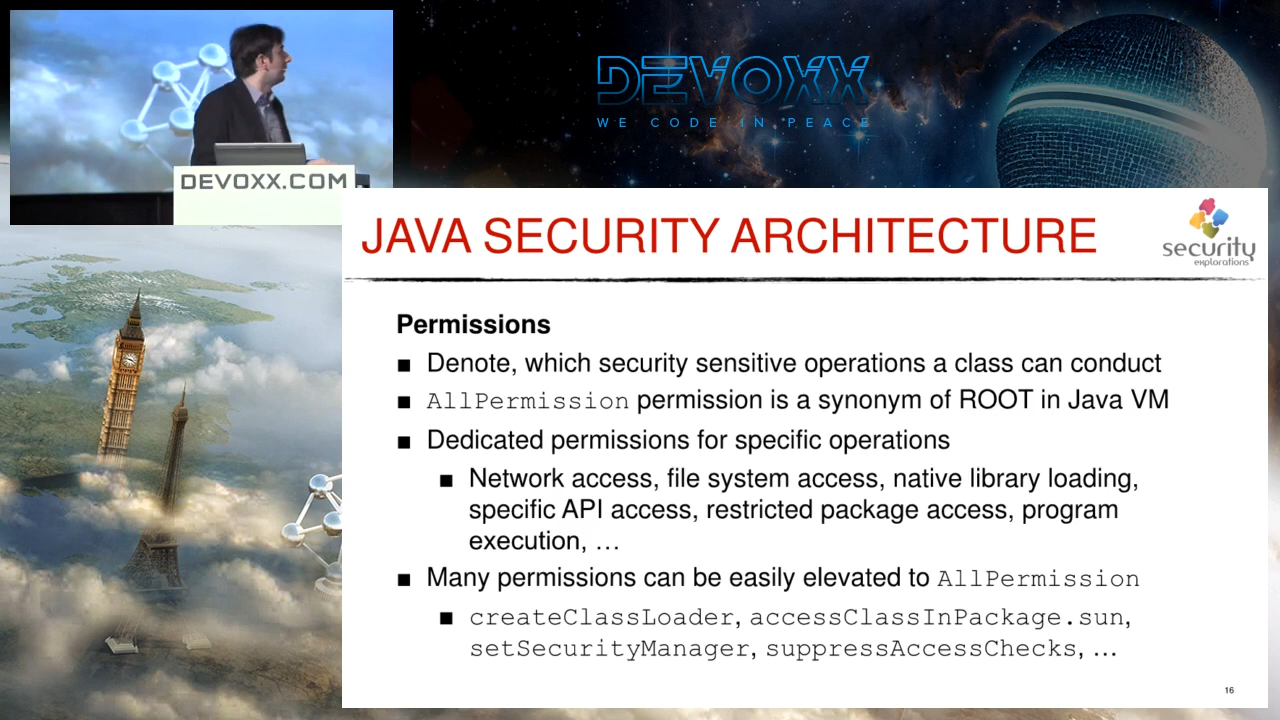 DEVOXX
WE CODE IN PEACE
DEVOXX.COM
JAVA SECURITY ARCHITECTURE
security
explorations
Permissions
■ Denote, which security sensitive operations a class can conduct
■ AllPermission permission is a synonym of ROOT in Java VM
■ Dedicated permissions for specific operations
■ Network access, file system access, native library loading,
specific API access, restricted package access, program
execution, …
■ Many permissions can be easily elevated to AllPermission
■ createClassLoader, accessClassInPackage.sun,
setSecurityManager, suppressAccessChecks, …
16